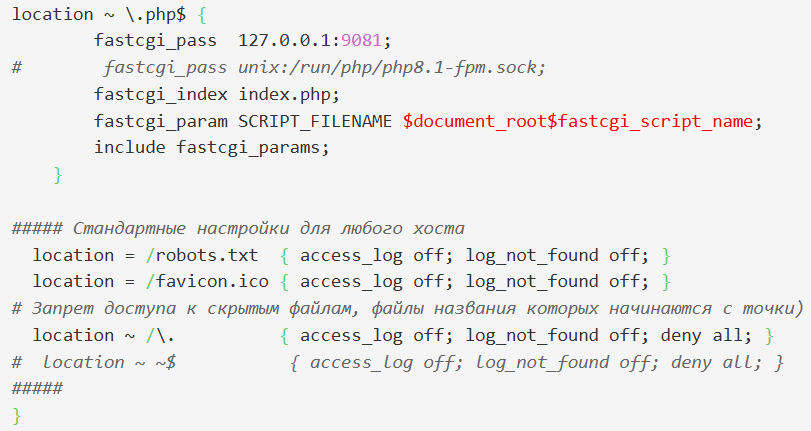 location ~ \.php$ {
        fastcgi_pass  127.0.0.1:9081;
#        fastcgi_pass unix:/run/php/php8.1-fpm.sock;
        fastcgi_index index.php;
        fastcgi_param SCRIPT_FILENAME $document_root$fastcgi_script_name;
        include fastcgi_params;
    }

##### Стандартные настройки для любого хоста
  location = /robots.txt  { access_log off; log_not_found off; }
  location = /favicon.ico { access_log off; log_not_found off; }
# Запрет доступа к скрытым файлам, файлы названия которых начинаются с точки)
  location ~ /\.          { access_log off; log_not_found off; deny all; }
#  location ~ ~$           { access_log off; log_not_found off; deny all; }
#####
}